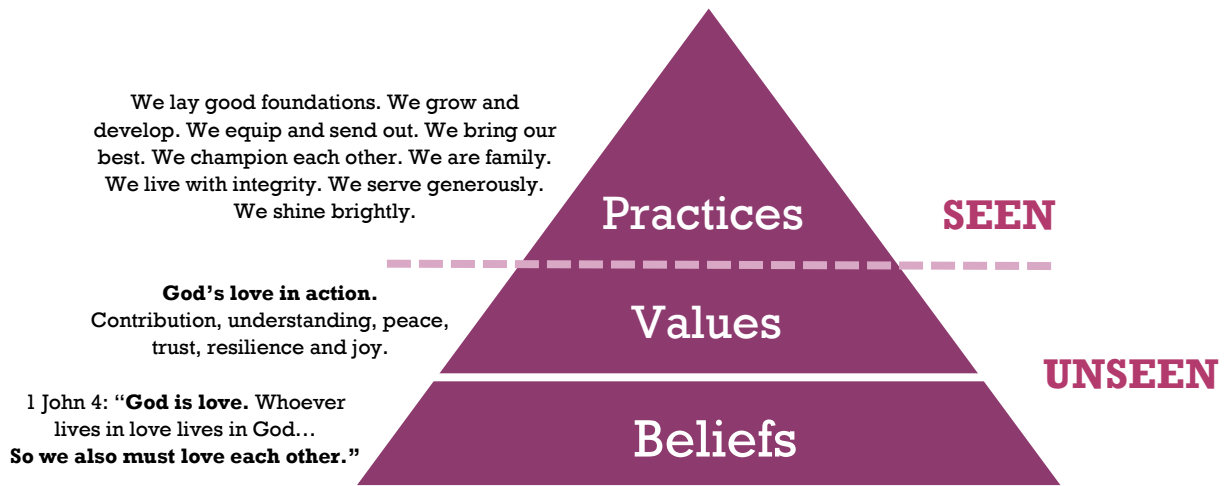 We lay good foundations. We grow and
develop. We equip and send out. We bring our
best. We champion each other. We are family.
We live with integrity. We serve generously.
We shine brightly.
Practices
SEEN
God’s love in action.
Contribution, understanding, peace,
trust, resilience and joy.
Values
UNSEEN
1 John 4: “God is love. Whoever
lives in love lives in God…
So we also must love each other.”
Beliefs